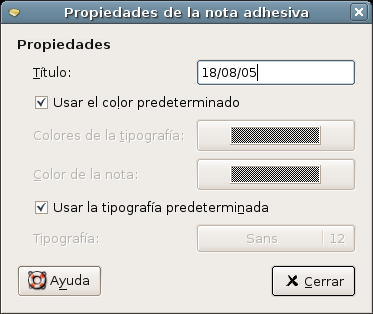 Propiedades de la nota adhesiva
Propiedades
Título: 18/08/05
Usar el color predeterminado
Colores de la tipografía:
Color de la nota:
Usar la tipografía predeterminada
Tipografía: Sans 12
Ayuda Cerrar